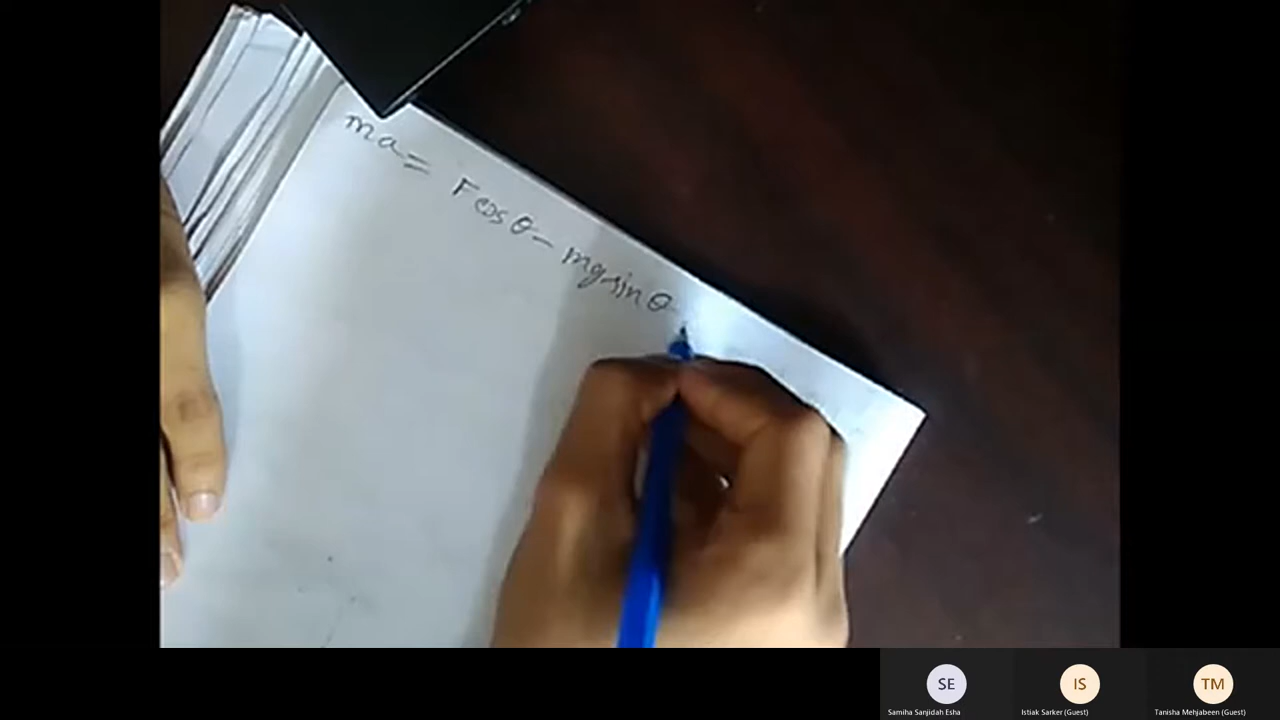 ma = F cos θ - mg sin θ
SE
IS
TM
Samiha Sanjidah Esha
Istiak Sarker (Guest)
Tanisha Mehjabeen (Guest)